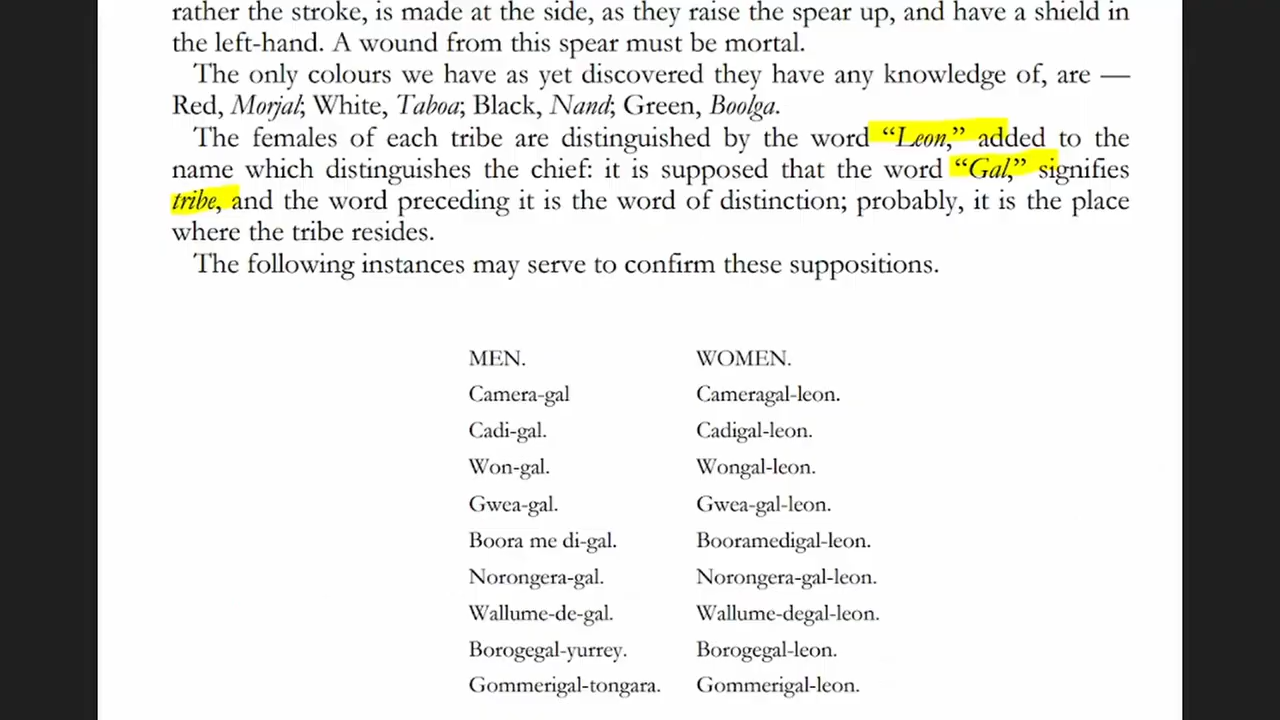 rather the stroke, is made at the side, as they raise the spear up, and have a shield in
the left-hand. A wound from this spear must be mortal.
The only colours we have as yet discovered they have any knowledge of, are —
Red, Morjal; White, Taboa; Black, Nand; Green, Boolga.
The females of each tribe are distinguished by the word “Leon,” added to the
name which distinguishes the chief: it is supposed that the word “Gal,” signifies
tribe, and the word preceding it is the word of distinction; probably, it is the place
where the tribe resides.
The following instances may serve to confirm these suppositions.
MEN. WOMEN.
Camera-gal Cameragal-leon.
Cadi-gal. Cadigal-leon.
Won-gal. Wongal-leon.
Gwea-gal. Gwea-gal-leon.
Boora me di-gal. Booramedigal-leon.
Norongera-gal. Norongera-gal-leon.
Wallume-de-gal. Wallume-degal-leon.
Borogegal-yurrey. Borogegal-leon.
Gommerigal-tongara. Gommerigal-leon.